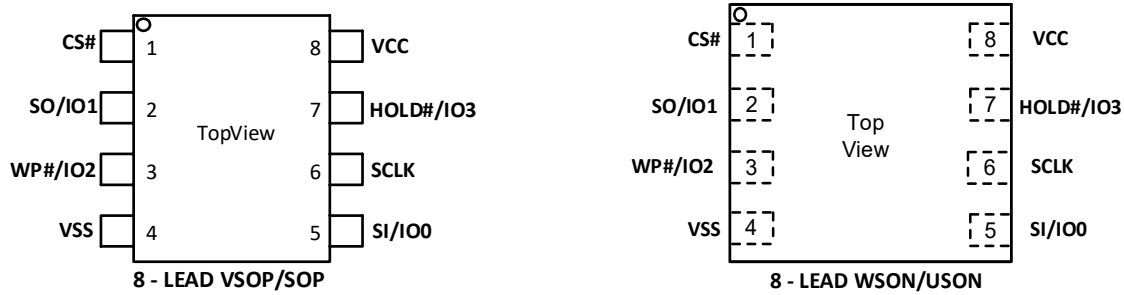 CS# 1 8 VCC
SO/IO1 2 7 HOLD#/IO3
TopView
WP#/IO2 3 6 SCLK
VSS 4 5 SI/IO0
8 - LEAD VSOP/SOP
CS# 1 8 VCC
SO/IO1 2 7 HOLD#/IO3
Top
View
WP#/IO2 3 6 SCLK
VSS 4 5 SI/IO0
8 - LEAD WSON/USON